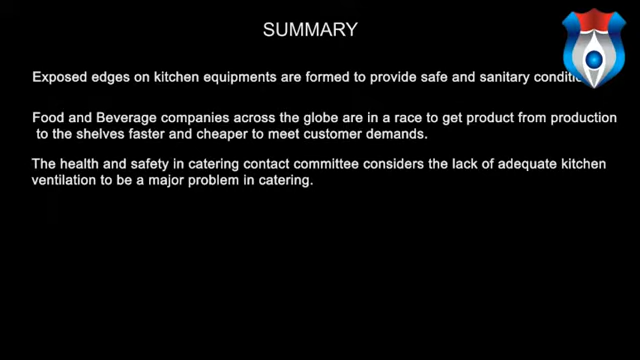 SUMMARY
Exposed edges on kitchen equipments are formed to provide safe and sanitary
Food and Beverage companies across the globe are in a race to get product from production
to the shelves faster and cheaper to meet customer demands.
The health and safety in catering contact committee considers the lack of adequate kitchen
ventilation to be a major problem in catering.